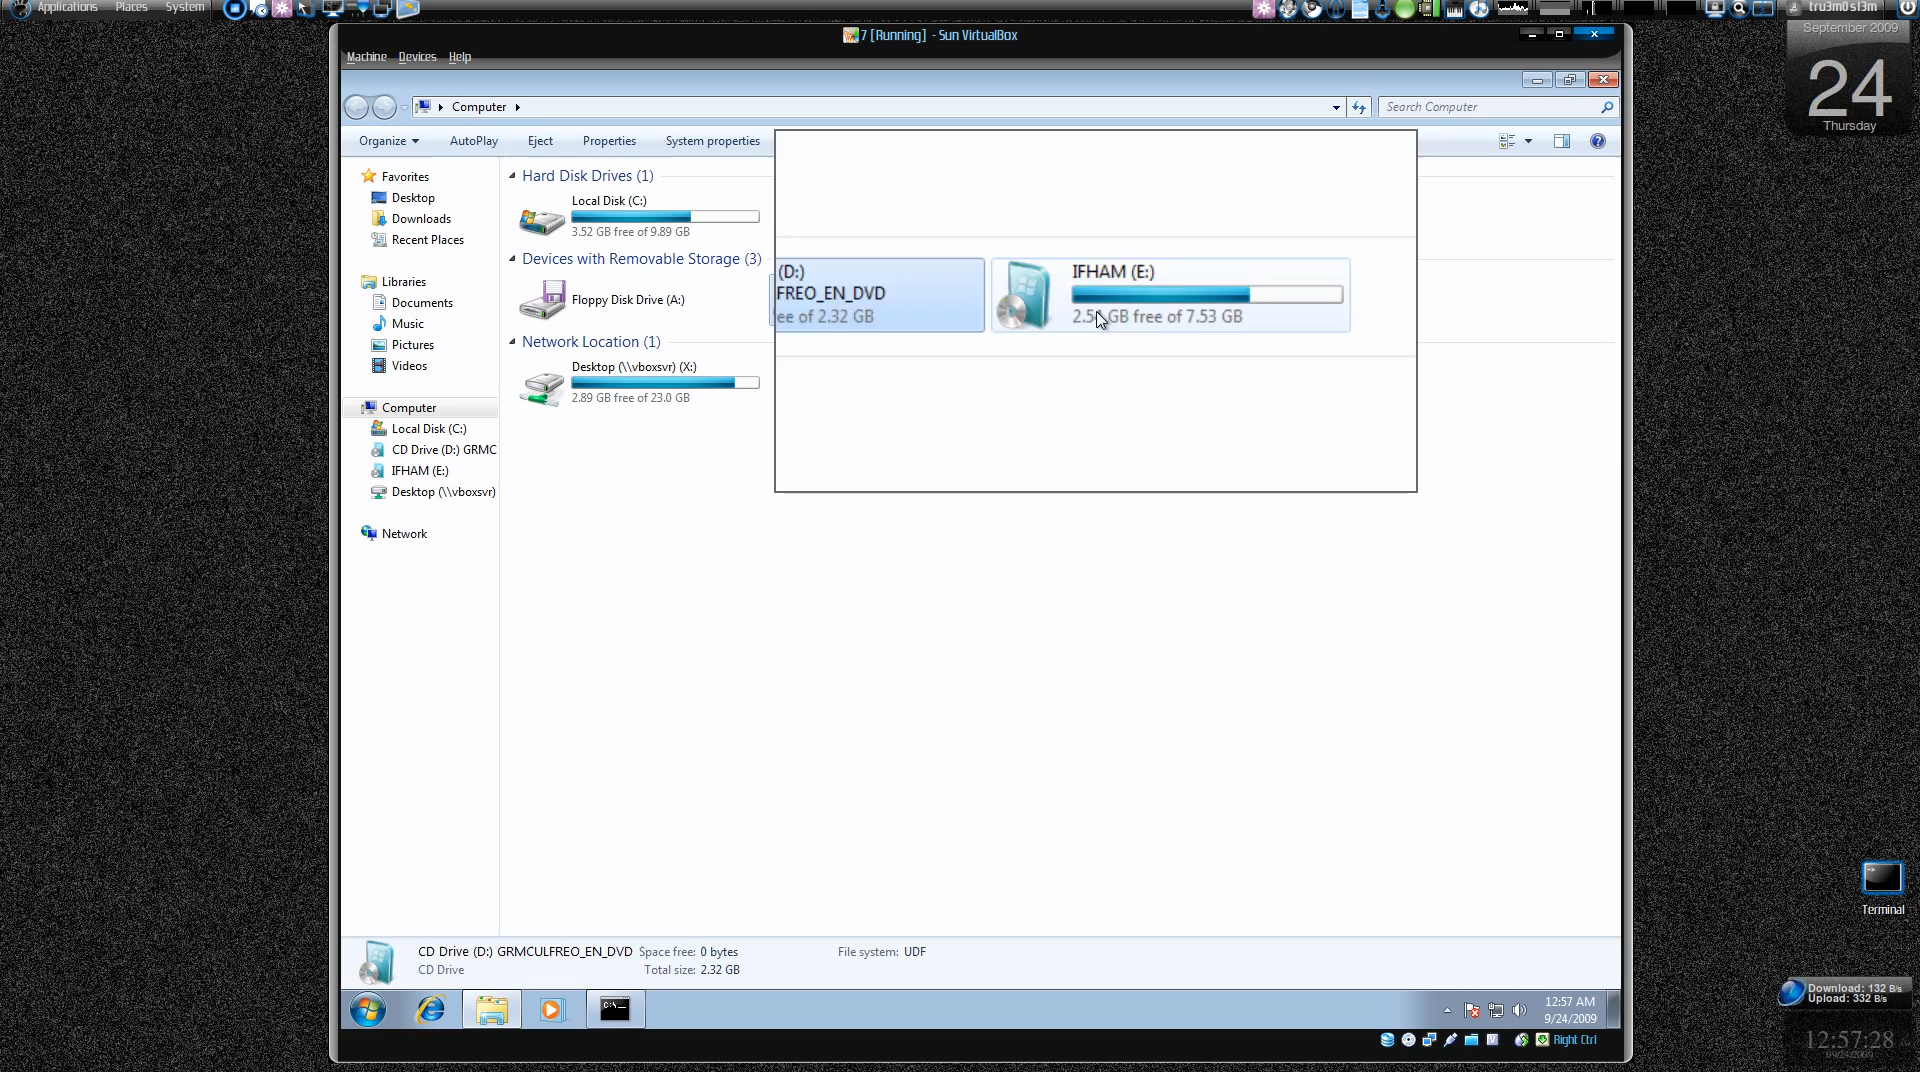 Applications Places System
tru3m0sl3m
7 [Running] - Sun VirtualBox
September 2009
24
Thursday
Machine Devices Help
Computer
Search Computer
Organize AutoPlay Eject Properties System properties
Favorites
Desktop
Downloads
Recent Places
Libraries
Documents
Music
Pictures
Videos
Computer
Local Disk (C:)
CD Drive (D:) GRMC
IFHAM (E:)
Desktop (\\vboxsvr)
Network
Hard Disk Drives (1)
Local Disk (C:)
3.52 GB free of 9.89 GB
Devices with Removable Storage (3)
Floppy Disk Drive (A:)
(D:)
FREO_EN_DVD
ee of 2.32 GB
IFHAM (E:)
GB free of 7.53 GB
Network Location (1)
Desktop (\\vboxsvr) (X:)
2.89 GB free of 23.0 GB
CD Drive (D:) GRMCULFREO_EN_DVD Space free: 0 bytes File system: UDF
CD Drive Total size: 2.32 GB
12:57 AM
9/24/2009
Right Ctrl
Terminal
Download: 132 B/s
Upload: 332 B/s
12:57:28
09/24/2009